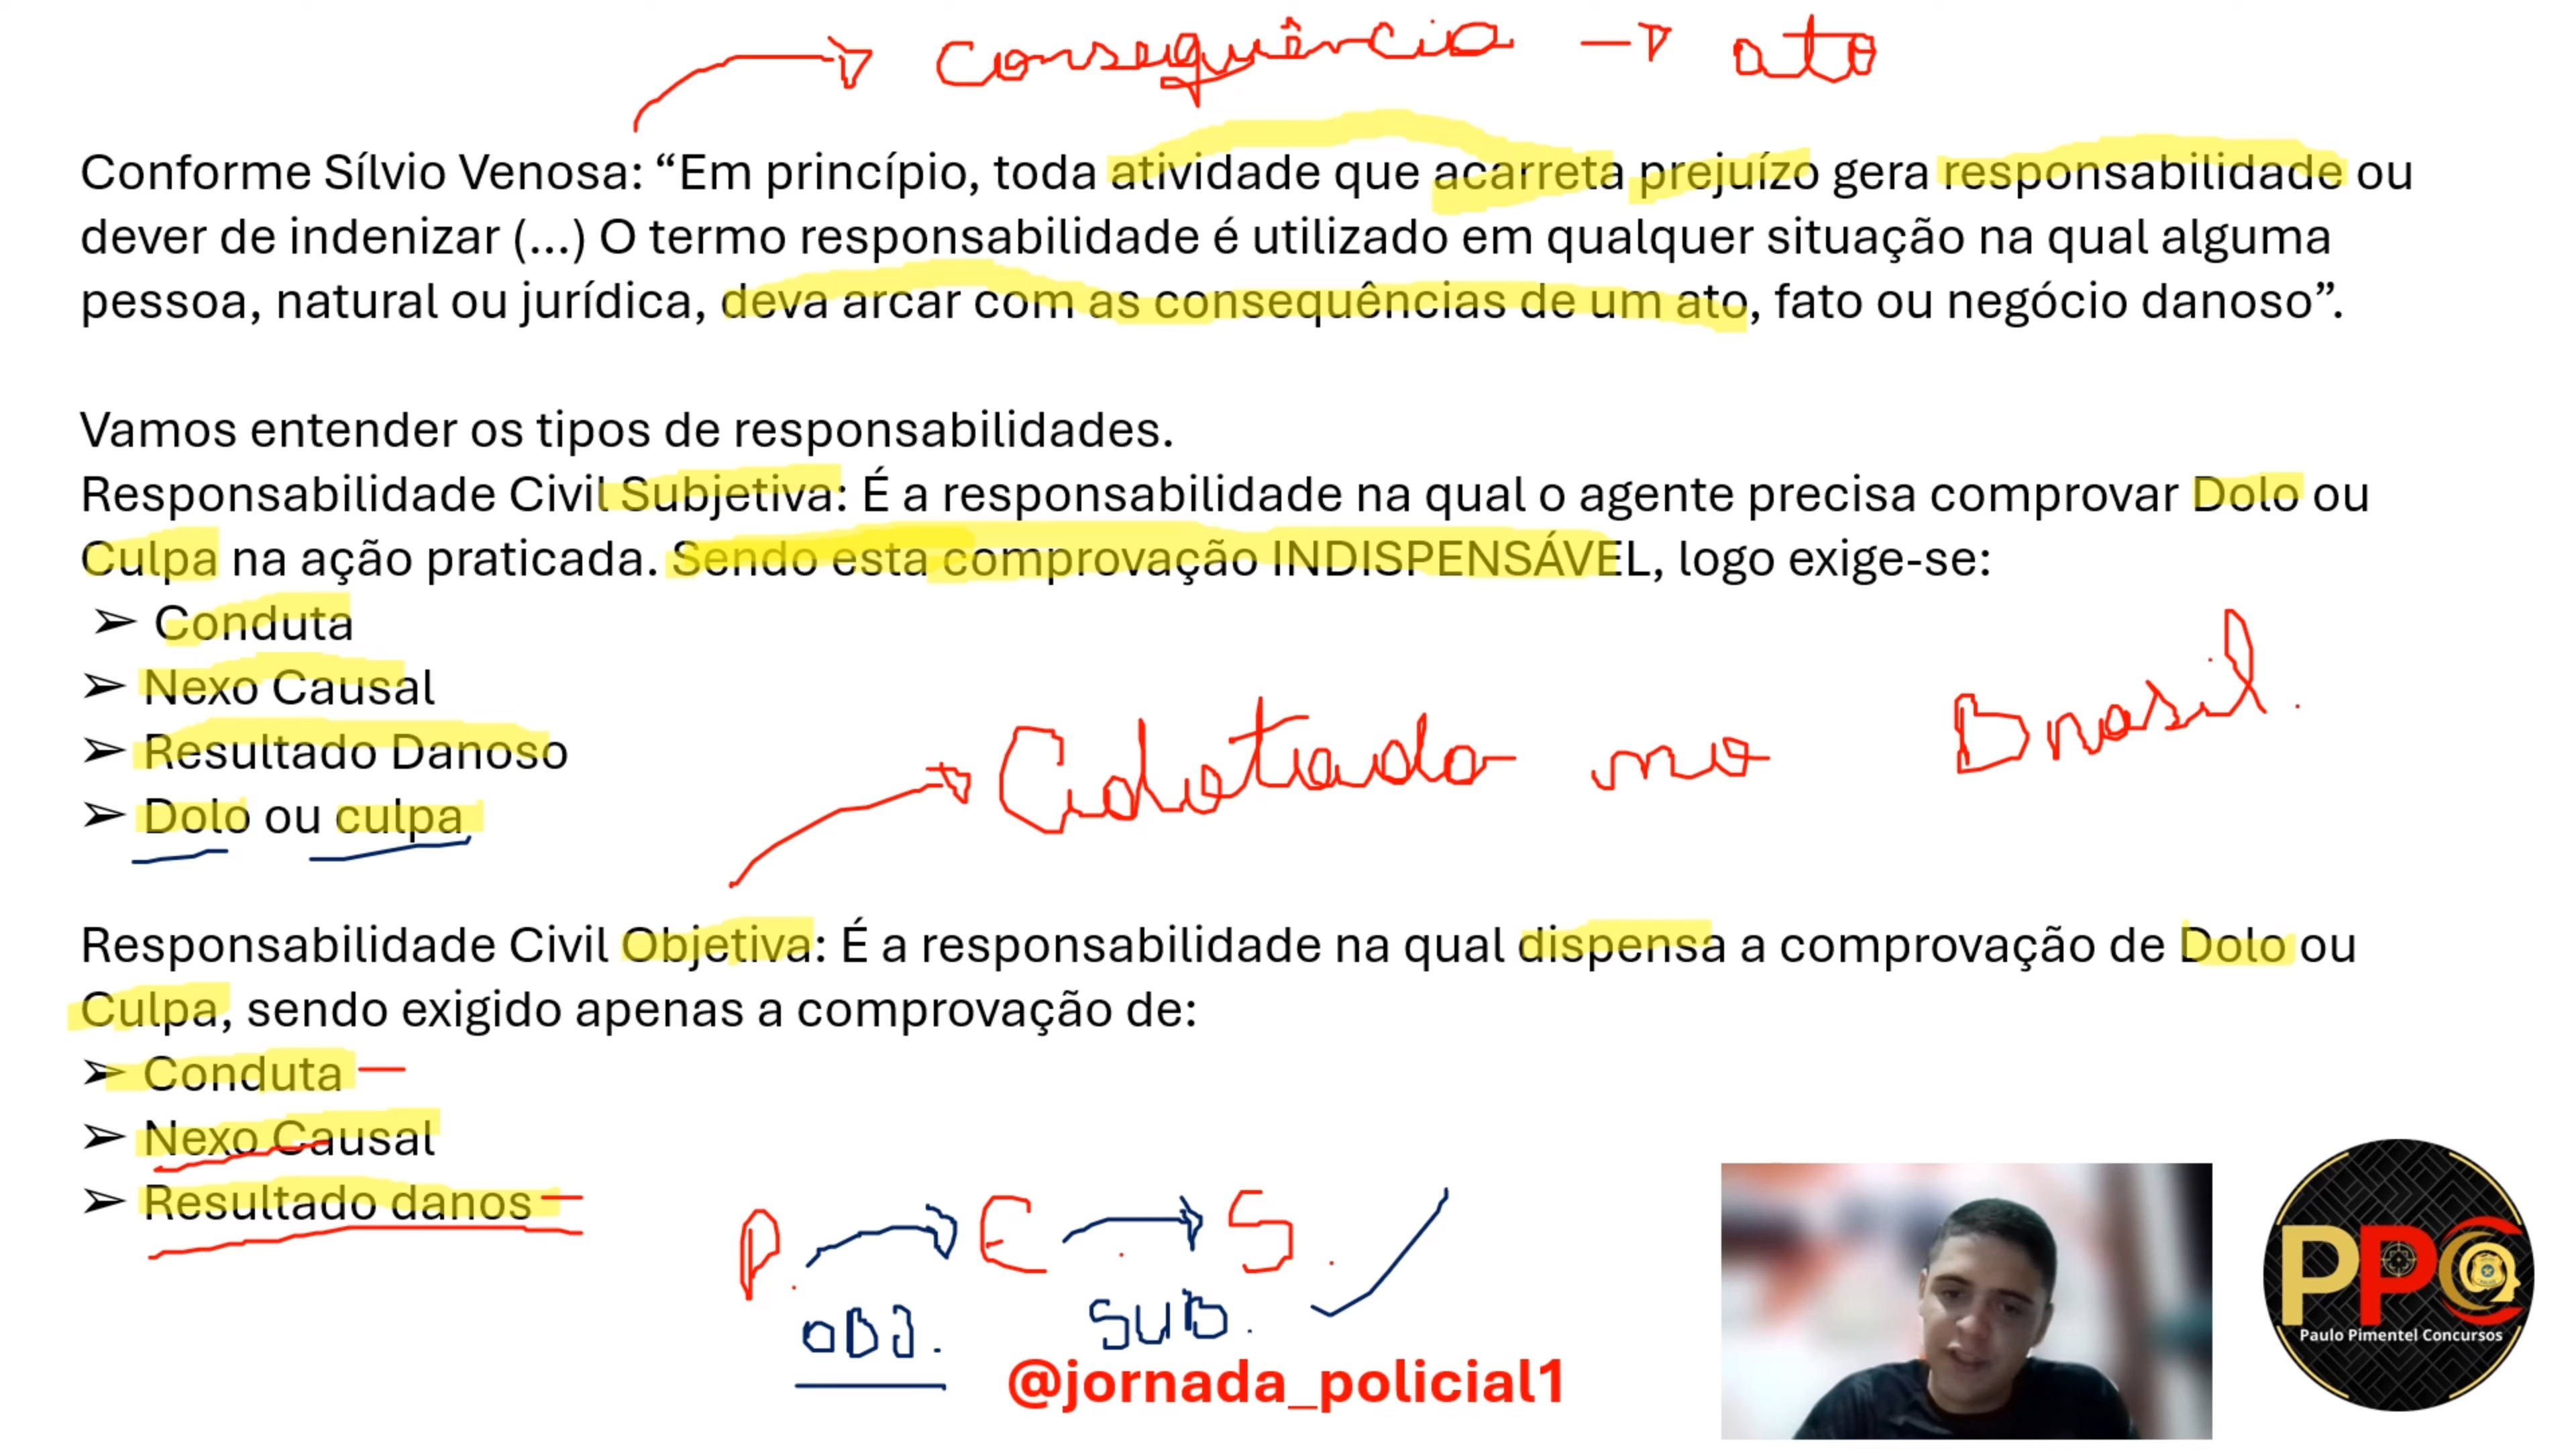 consequência → ato
Conforme Sílvio Venosa: “Em princípio, toda atividade que acarreta prejuízo gera responsabilidade ou
dever de indenizar (...) O termo responsabilidade é utilizado em qualquer situação na qual alguma
pessoa, natural ou jurídica, deva arcar com as consequências de um ato, fato ou negócio danoso”.
Vamos entender os tipos de responsabilidades.
Responsabilidade Civil Subjetiva: É a responsabilidade na qual o agente precisa comprovar Dolo ou
Culpa na ação praticada. Sendo esta comprovação INDISPENSÁVEL, logo exige-se:
➢ Conduta
➢ Nexo Causal
➢ Resultado Danoso
➢ Dolo ou culpa
Adotado no Brasil.
Responsabilidade Civil Objetiva: É a responsabilidade na qual dispensa a comprovação de Dolo ou
Culpa, sendo exigido apenas a comprovação de:
➢ Conduta
➢ Nexo Causal
➢ Resultado danos
P. → E → S.
OBJ. SUB.
@jornada_policial1
PPC
Paulo Pimentel Concursos